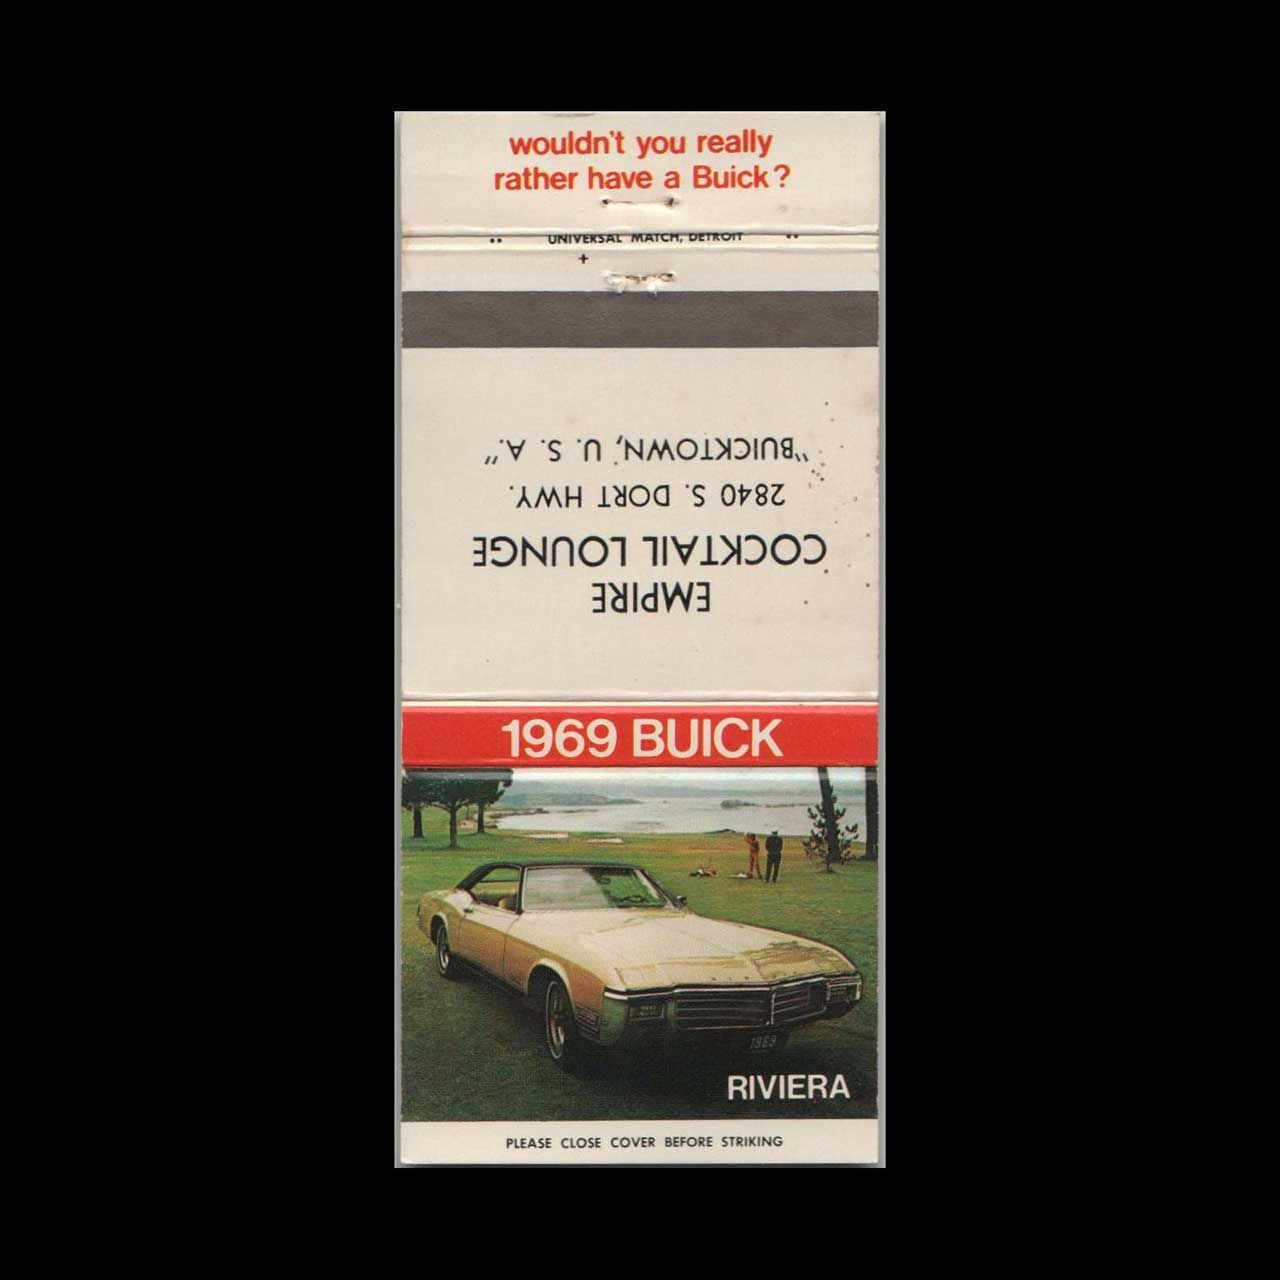 wouldn't you really
rather have a Buick?
UNIVERSAL MATCH, DETROIT
EMPIRE
COCKTAIL LOUNGE
2840 S. DORT HWY.
"BUICKTOWN, U. S. A."
1969 BUICK
1969
RIVIERA
PLEASE CLOSE COVER BEFORE STRIKING